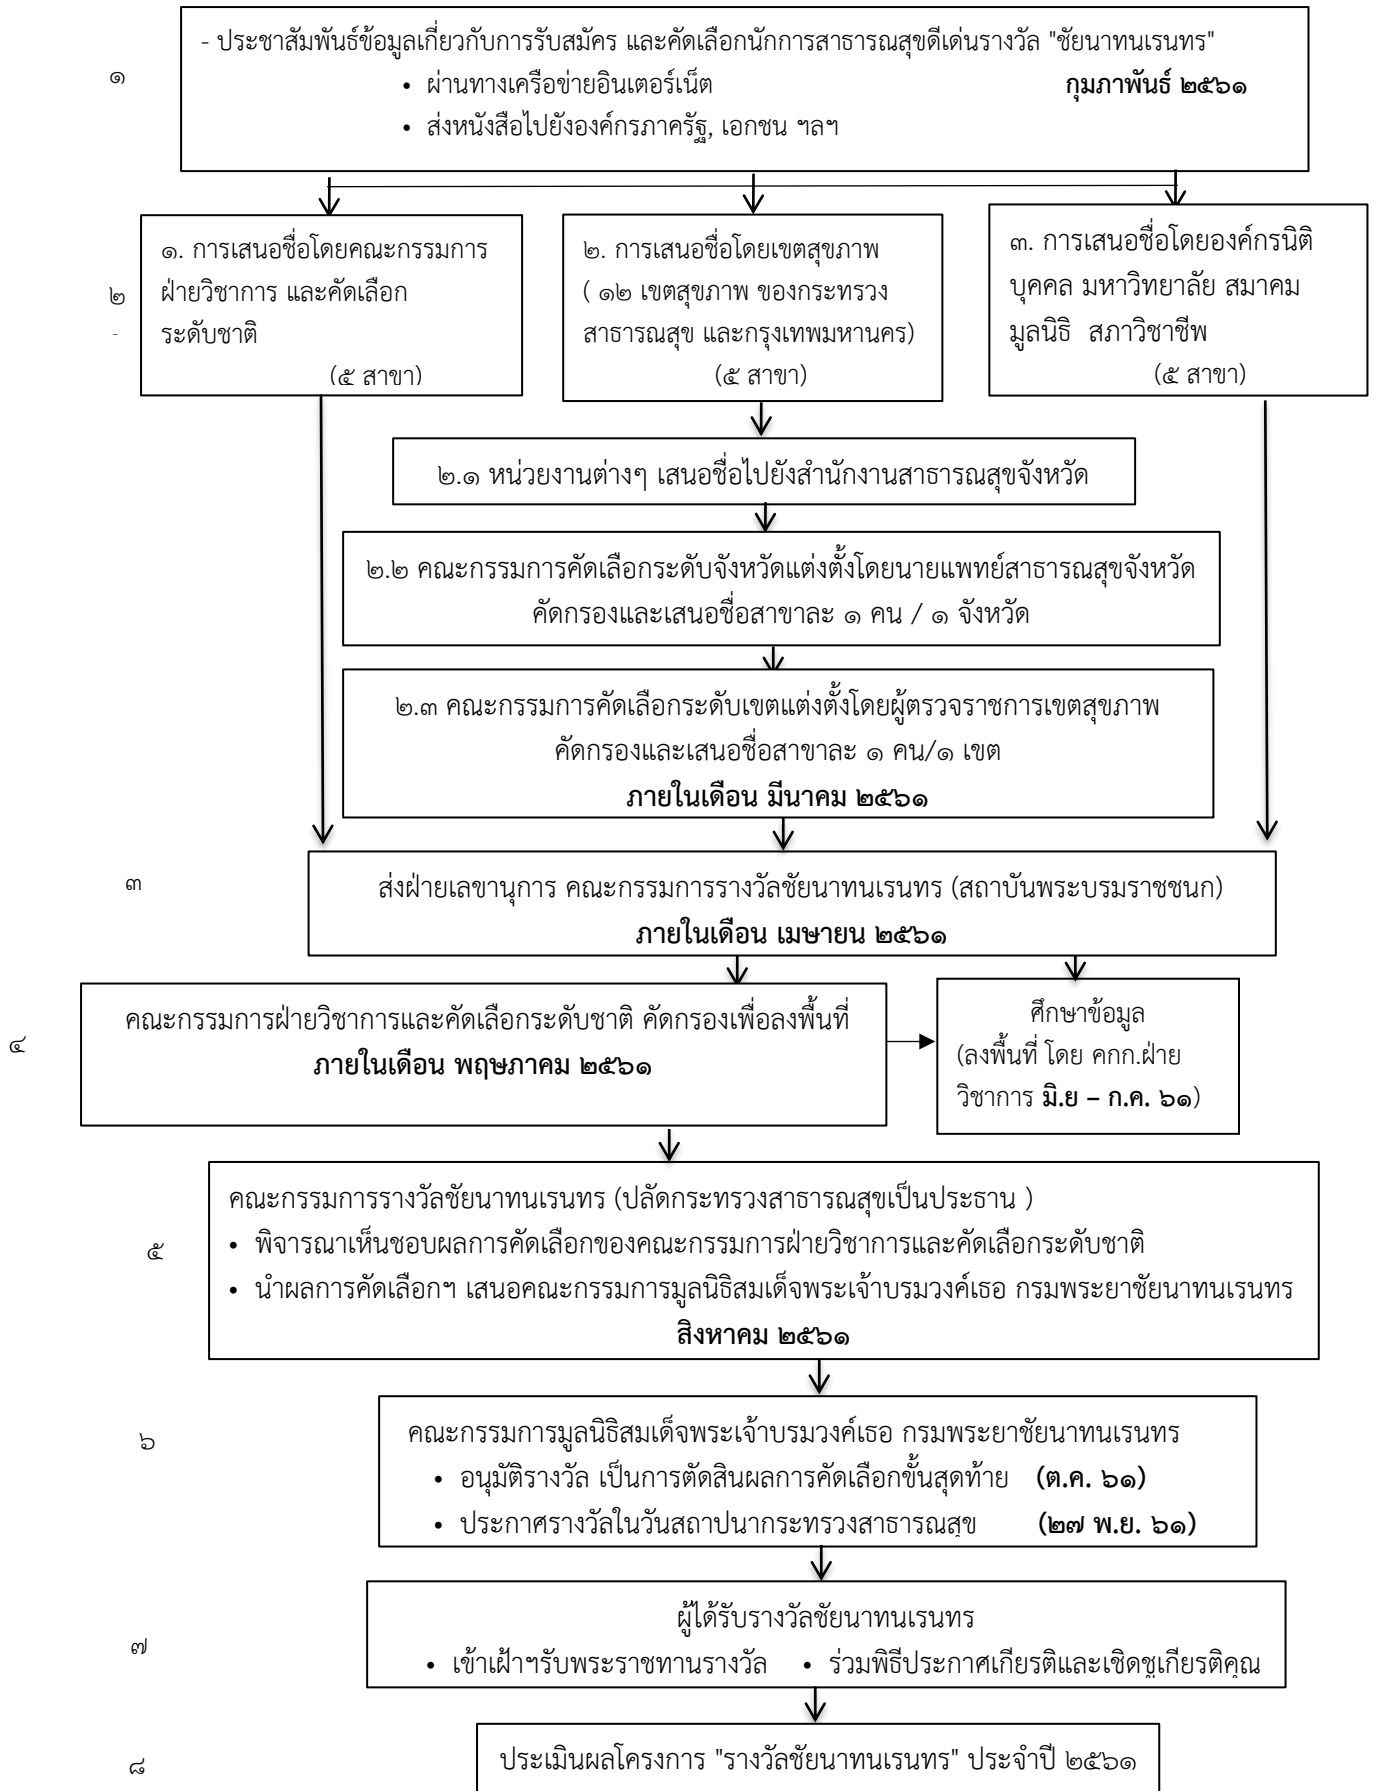 - ประชาสัมพันธ์ข้อมูลเกี่ยวกับการรับสมัคร และคัดเลือกนักการสาธารณสุขดีเด่นรางวัล "ชัยนาทนเรนทร"
๑
• ผ่านทางเครือข่ายอินเตอร์เน็ต กุมภาพันธ์ ๒๕๖๑
• ส่งหนังสือไปยังองค์กรภาครัฐ, เอกชน ฯลฯ
๒
-
๑. การเสนอชื่อโดยคณะกรรมการ
ฝ่ายวิชาการ และคัดเลือก
ระดับชาติ
(๕ สาขา)
๒. การเสนอชื่อโดยเขตสุขภาพ
( ๑๒ เขตสุขภาพ ของกระทรวง
สาธารณสุข และกรุงเทพมหานคร)
(๕ สาขา)
๓. การเสนอชื่อโดยองค์กรนิติ
บุคคล มหาวิทยาลัย สมาคม
มูลนิธิ สภาวิชาชีพ
(๕ สาขา)
๒.๑ หน่วยงานต่างๆ เสนอชื่อไปยังสำนักงานสาธารณสุขจังหวัด
๒.๒ คณะกรรมการคัดเลือกระดับจังหวัดแต่งตั้งโดยนายแพทย์สาธารณสุขจังหวัด
คัดกรองและเสนอชื่อสาขาละ ๑ คน / ๑ จังหวัด
๒.๓ คณะกรรมการคัดเลือกระดับเขตแต่งตั้งโดยผู้ตรวจราชการเขตสุขภาพ
คัดกรองและเสนอชื่อสาขาละ ๑ คน/๑ เขต
ภายในเดือน มีนาคม ๒๕๖๑
๓
ส่งฝ่ายเลขานุการ คณะกรรมการรางวัลชัยนาทนเรนทร (สถาบันพระบรมราชชนก)
ภายในเดือน เมษายน ๒๕๖๑
๔
คณะกรรมการฝ่ายวิชาการและคัดเลือกระดับชาติ คัดกรองเพื่อลงพื้นที่
ภายในเดือน พฤษภาคม ๒๕๖๑
ศึกษาข้อมูล
(ลงพื้นที่ โดย คกก.ฝ่าย
วิชาการ มิ.ย – ก.ค. ๖๑)
๕
คณะกรรมการรางวัลชัยนาทนเรนทร (ปลัดกระทรวงสาธารณสุขเป็นประธาน )
• พิจารณาเห็นชอบผลการคัดเลือกของคณะกรรมการฝ่ายวิชาการและคัดเลือกระดับชาติ
• นำผลการคัดเลือกฯ เสนอคณะกรรมการมูลนิธิสมเด็จพระเจ้าบรมวงค์เธอ กรมพระยาชัยนาทนเรนทร
สิงหาคม ๒๕๖๑
๖
คณะกรรมการมูลนิธิสมเด็จพระเจ้าบรมวงค์เธอ กรมพระยาชัยนาทนเรนทร
• อนุมัติรางวัล เป็นการตัดสินผลการคัดเลือกขั้นสุดท้าย (ต.ค. ๖๑)
• ประกาศรางวัลในวันสถาปนากระทรวงสาธารณสุข (๒๗ พ.ย. ๖๑)
๗
ผู้ได้รับรางวัลชัยนาทนเรนทร
• เข้าเฝ้าฯรับพระราชทานรางวัล • ร่วมพิธีประกาศเกียรติและเชิดชูเกียรติคุณ
๘
ประเมินผลโครงการ "รางวัลชัยนาทนเรนทร" ประจำปี ๒๕๖๑